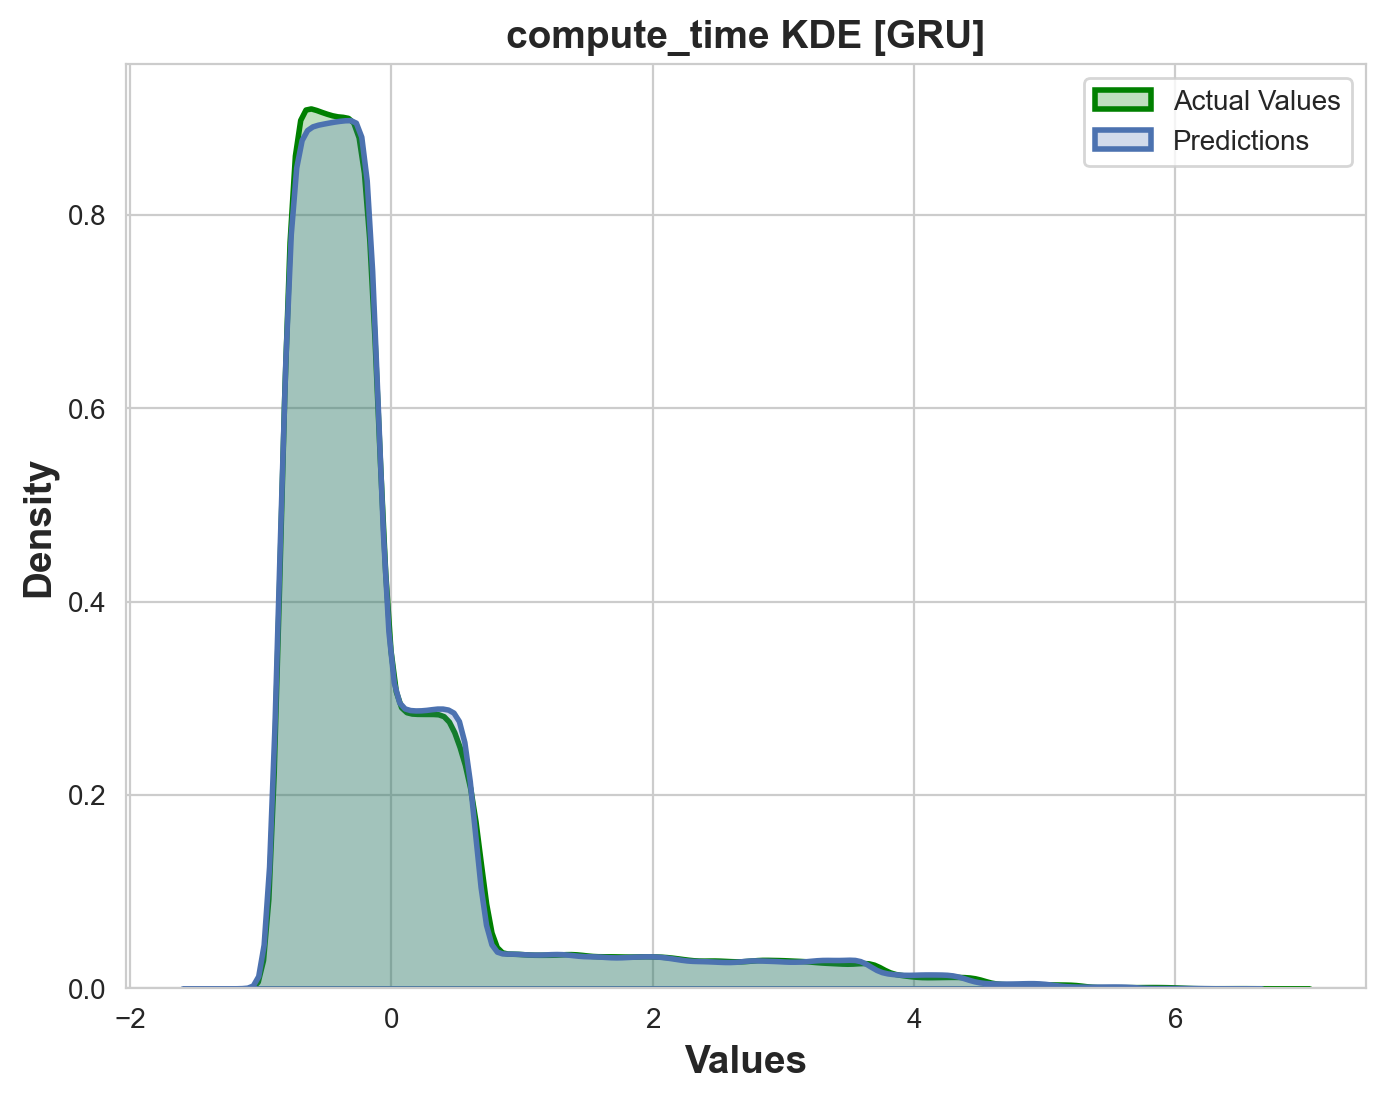 compute_time KDE [GRU]
Actual Values
Predictions
Density
0.8
0.6
0.4
0.2
0.0
−2 0 2 4 6
Values